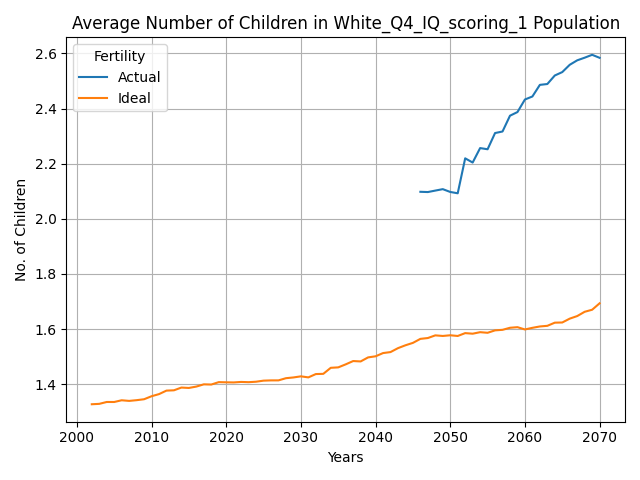 Average Number of Children in White_Q4_IQ_scoring_1 Population
Fertility
Actual
Ideal
No. of Children
2.6
2.4
2.2
2.0
1.8
1.6
1.4
2000 2010 2020 2030 2040 2050 2060 2070
Years